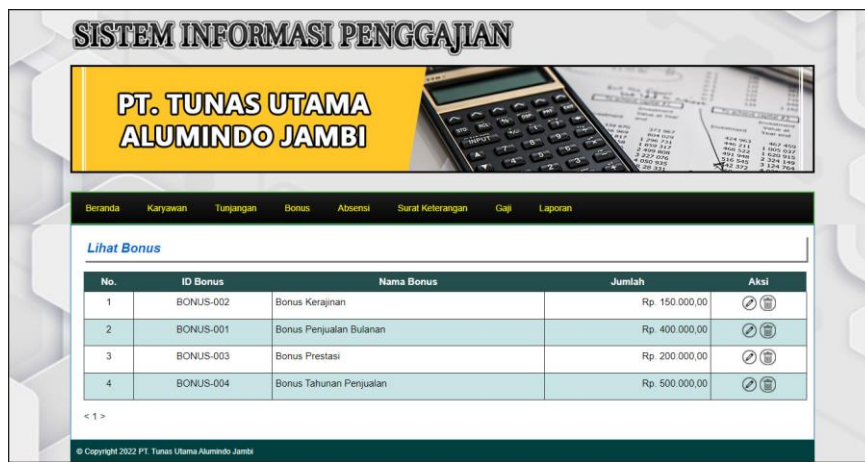 SISTEM INFORMASI PENGGAJIAN
PT. TUNAS UTAMA
ALUMINDO JAMBI
Beranda Karyawan Tunjangan Bonus Absensi Surat Keterangan Gaji Laporan
Lihat Bonus
No. ID Bonus Nama Bonus Jumlah Aksi
1 BONUS-002 Bonus Kerajinan Rp. 150.000,00
2 BONUS-001 Bonus Penjualan Bulanan Rp. 400.000,00
3 BONUS-003 Bonus Prestasi Rp. 200.000,00
4 BONUS-004 Bonus Tahunan Penjualan Rp. 500.000,00
< 1 >
© Copyright 2022 PT. Tunas Utama Alumindo Jambi